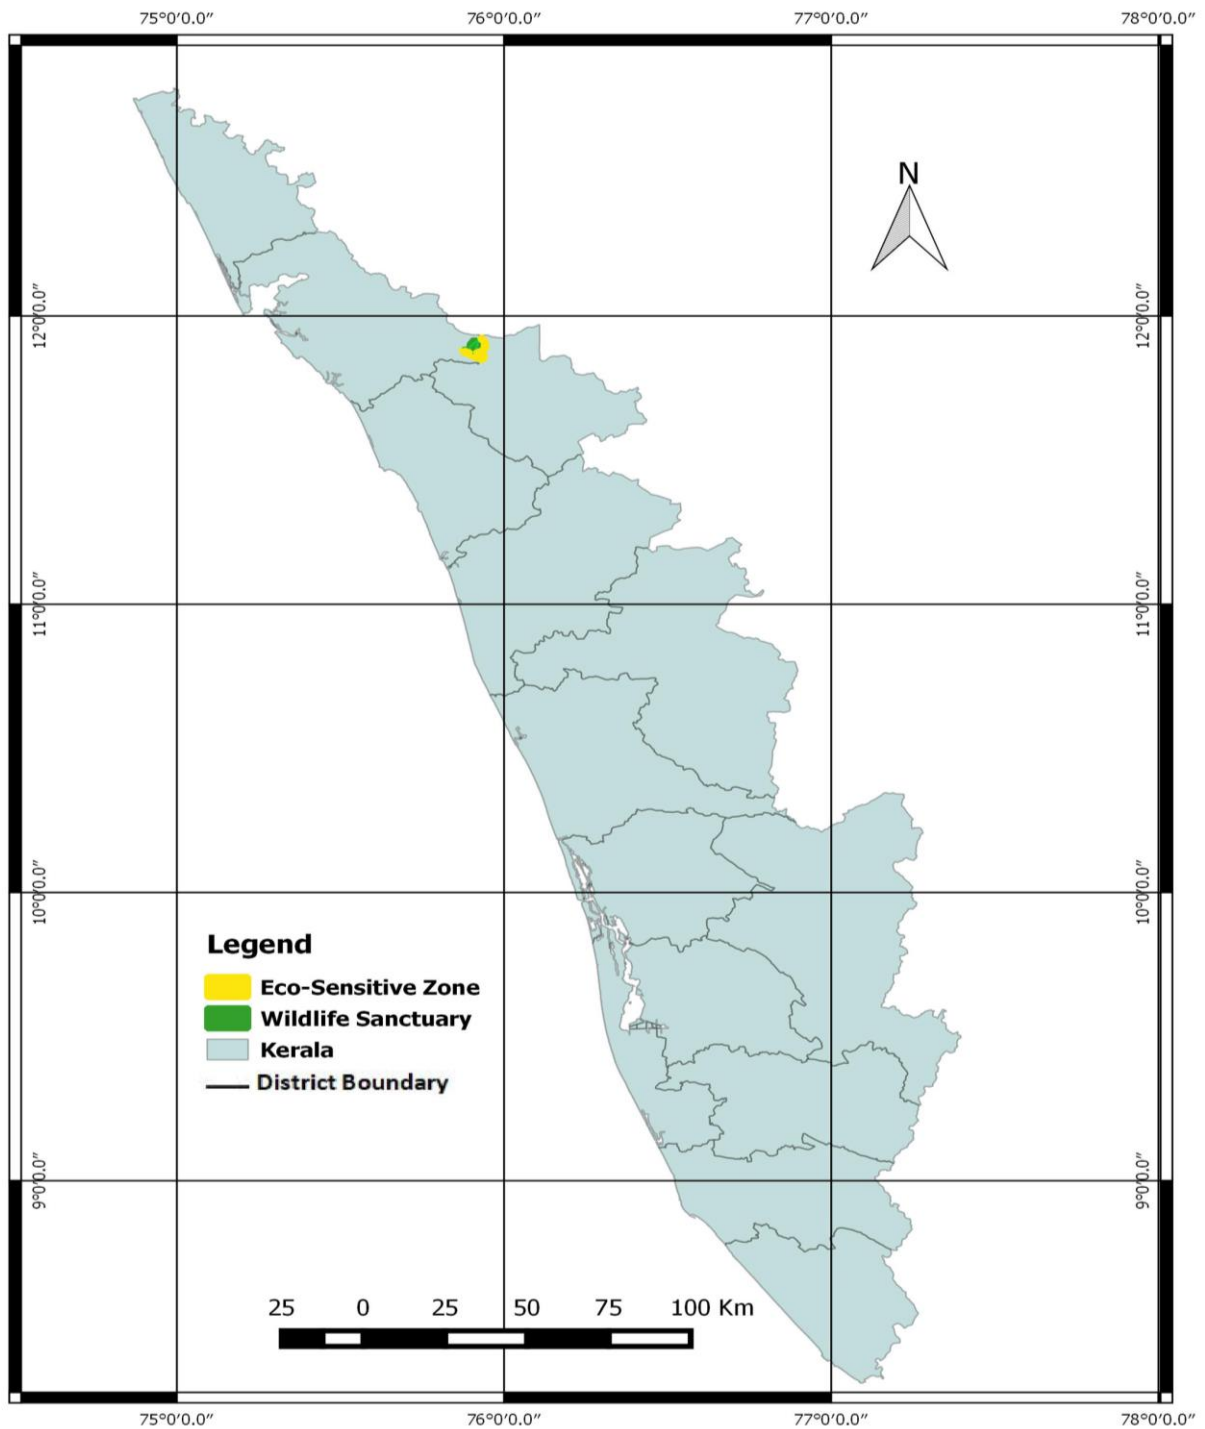 75°0′0.0″ 76°0′0.0″ 77°0′0.0″ 78°0′0.0″
N
12°0′0.0″ 12°0′0.0″
11°0′0.0″ 11°0′0.0″
10°0′0.0″ 10°0′0.0″
Legend
Eco-Sensitive Zone
Wildlife Sanctuary
Kerala
District Boundary
9°0′0.0″ 9°0′0.0″
25 0 25 50 75 100 Km
75°0′0.0″ 76°0′0.0″ 77°0′0.0″ 78°0′0.0″